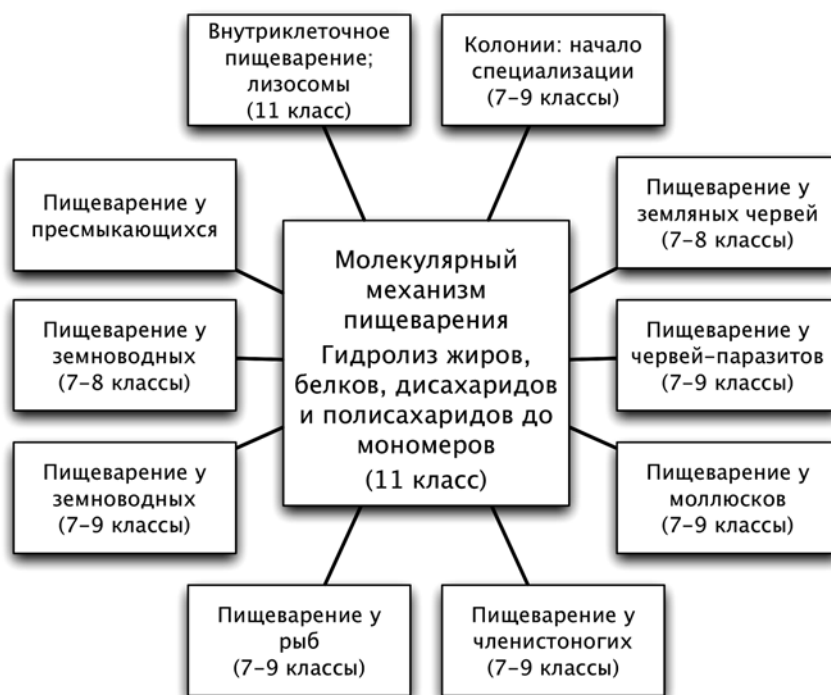 Внутриклеточное
пищеварение;
лизосомы
(11 класс)
Колонии: начало
специализации
(7–9 классы)
Пищеварение у
пресмыкающихся
Пищеварение у
земляных червей
(7–8 классы)
Молекулярный
механизм
пищеварения
Гидролиз жиров,
белков, дисахаридов
и полисахаридов до
мономеров
(11 класс)
Пищеварение у
земноводных
(7–8 классы)
Пищеварение у
червей–паразитов
(7–9 классы)
Пищеварение у
земноводных
(7–9 классы)
Пищеварение у
моллюсков
(7–9 классы)
Пищеварение у
рыб
(7–9 классы)
Пищеварение у
членистоногих
(7–9 классы)